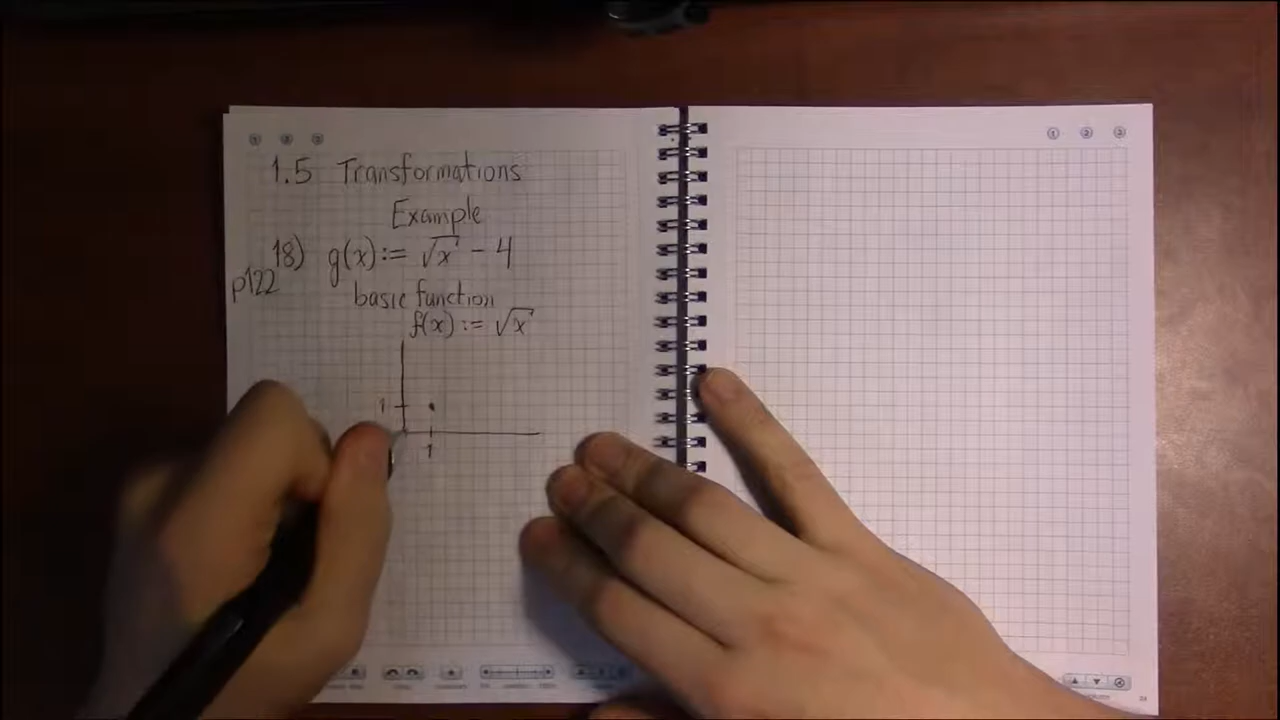 1.5 Transformations
Example
18) g(x) := √x - 4
p122
basic function
f(x) := √x
1
1